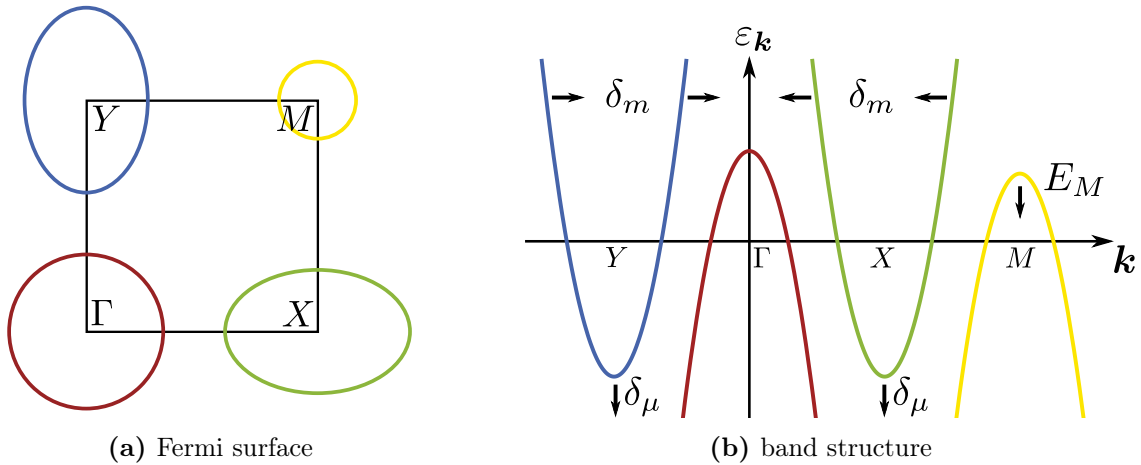 Y
M
Γ
X
(a) Fermi surface
ε𝒌
δm
δm
EM
Y
Γ
X
M
𝒌
δμ
δμ
(b) band structure